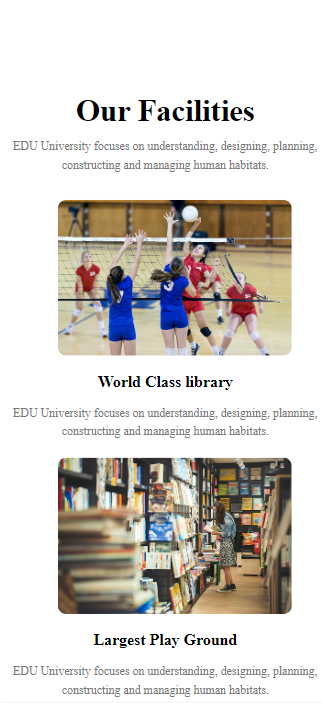 Our Facilities
EDU University focuses on understanding, designing, planning,
constructing and managing human habitats.
3
World Class library
EDU University focuses on understanding, designing, planning,
constructing and managing human habitats.
Largest Play Ground
EDU University focuses on understanding, designing, planning,
constructing and managing human habitats.